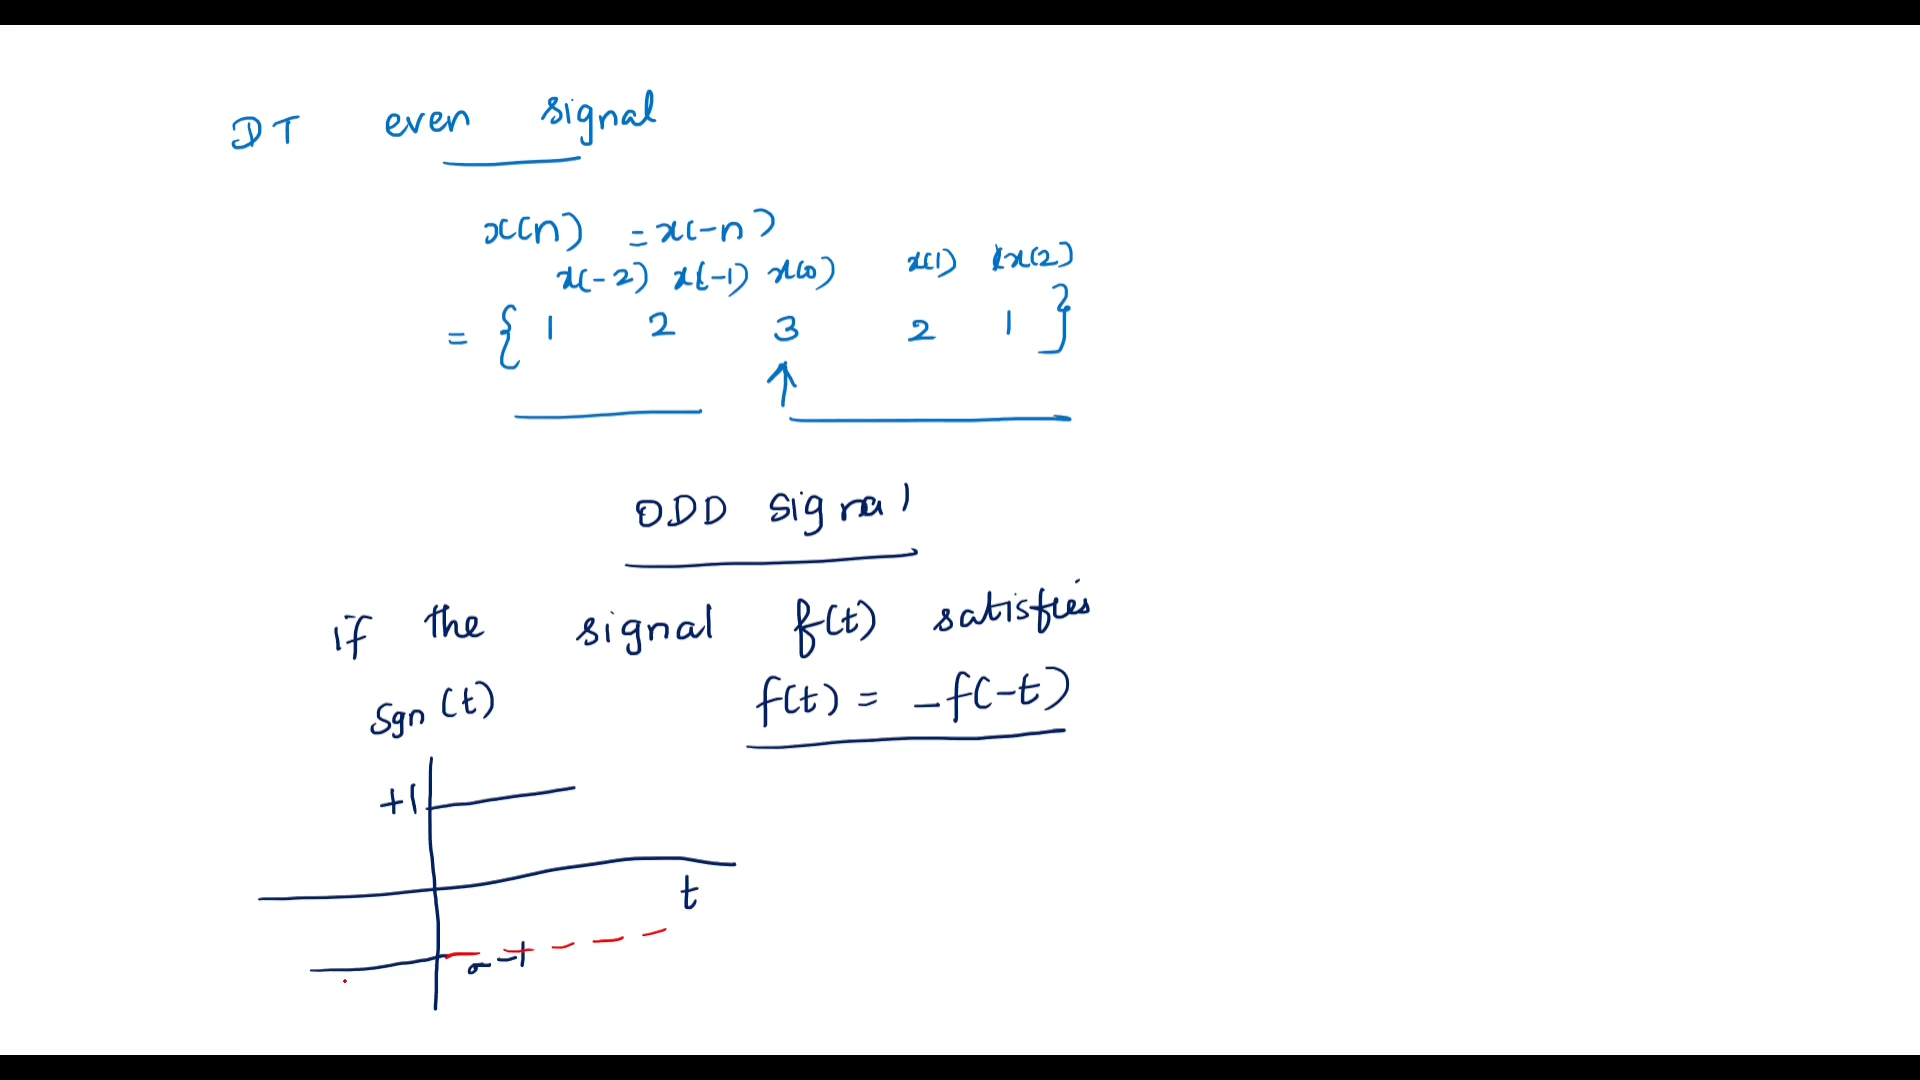 DT even signal
x(n) = x(-n)
x(-2) x(-1) x(0) x(1) x(2)
= { 1 2 3 2 1 }
ODD signal
if the signal f(t) satisfies
Sgn (t) f(t) = -f(-t)
+1
t
-1